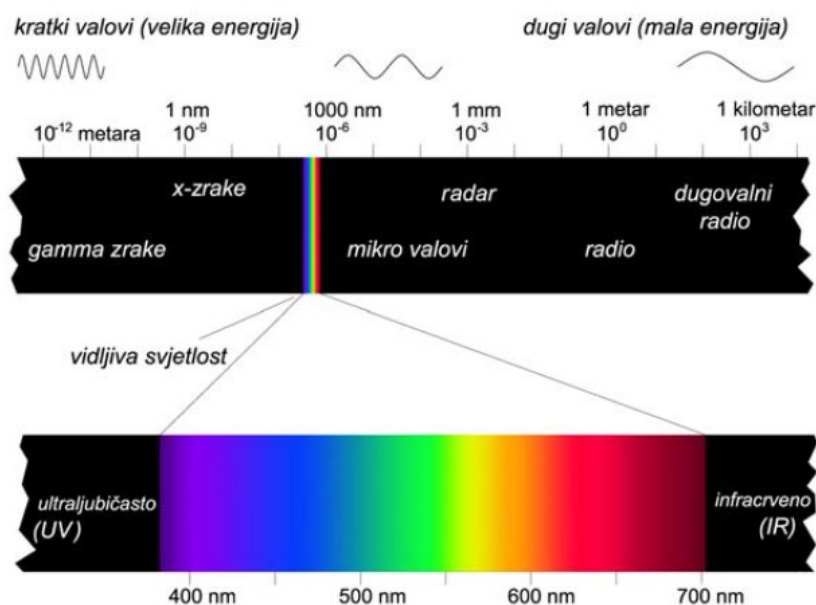 kratki valovi (velika energija) dugi valovi (mala energija)
1 nm 1000 nm 1 mm 1 metar 1 kilometar
10⁻¹² metara 10⁻⁹ 10⁻⁶ 10⁻³ 10⁰ 10³
x-zrake radar dugovalni
radio
gamma zrake mikro valovi radio
vidljiva svjetlost
ultraljubičasto infracrveno
(UV) (IR)
400 nm 500 nm 600 nm 700 nm